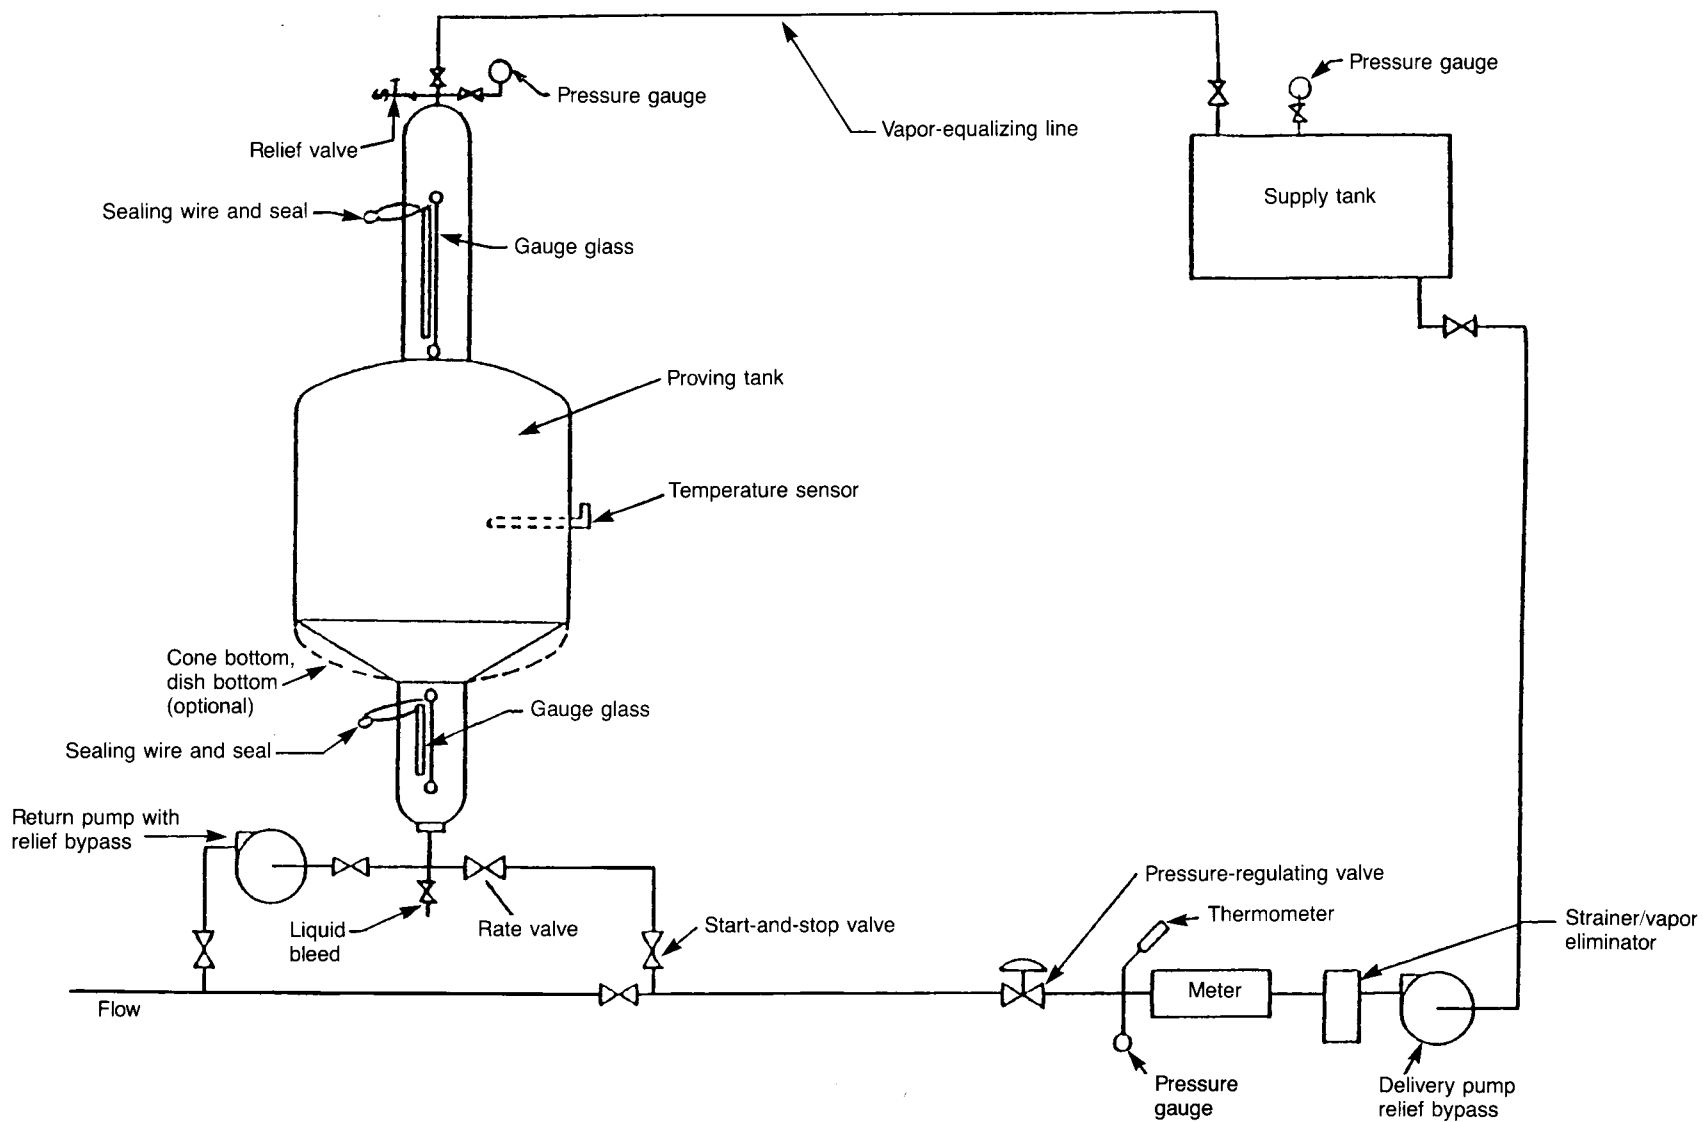 Pressure gauge
Pressure gauge
Vapor-equalizing line
Relief valve
Supply tank
Sealing wire and seal
Gauge glass
Proving tank
Temperature sensor
Cone bottom,
dish bottom
(optional)
Gauge glass
Sealing wire and seal
Return pump with
relief bypass
Pressure-regulating valve
Thermometer
Strainer/vapor
eliminator
Liquid
bleed
Rate valve
Start-and-stop valve
Meter
Flow
Pressure
gauge
Delivery pump
relief bypass